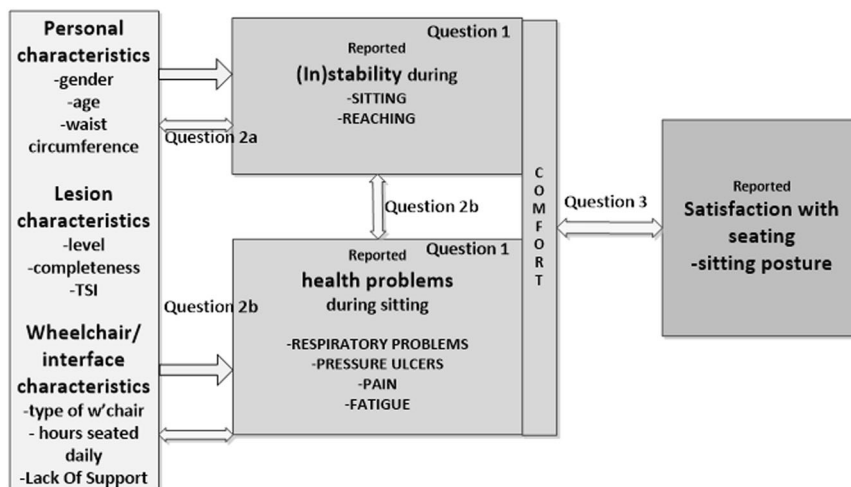 Personal
characteristics
-gender
-age
-waist
circumference
Lesion
characteristics
-level
-completeness
-TSI
Wheelchair/
interface
characteristics
-type of w'chair
- hours seated
daily
-Lack Of Support
Question 2a
Question 2b
Question 1
Reported
(In)stability during
-SITTING
-REACHING
Question 2b
Question 1
Reported
health problems
during sitting
-RESPIRATORY PROBLEMS
-PRESSURE ULCERS
-PAIN
-FATIGUE
COMFORT
Question 3
Reported
Satisfaction with
seating
-sitting posture